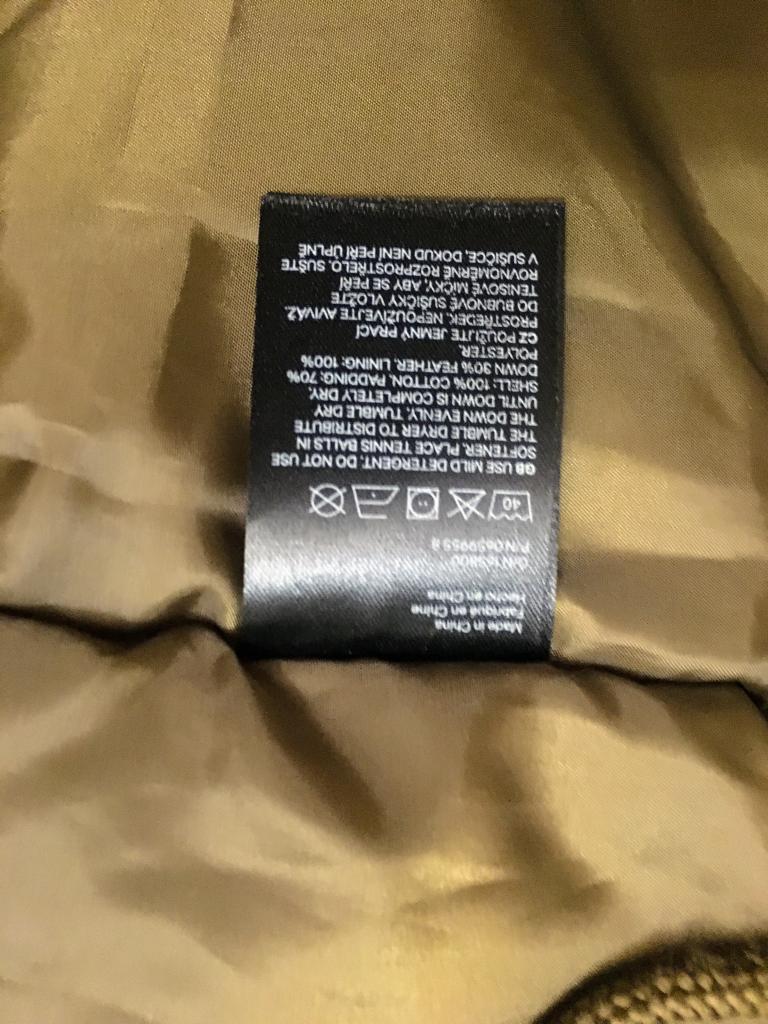 Made in China
Fabriqué en Chine
Hecho en China
P/N 0659955 8
40
GB USE MILD DETERGENT. DO NOT USE
SOFTENER. PLACE TENNIS BALLS IN
THE TUMBLE DRYER TO DISTRIBUTE
THE DOWN EVENLY. TUMBLE DRY
UNTIL DOWN IS COMPLETELY DRY.
SHELL: 100% COTTON. PADDING: 70%
DOWN 30% FEATHER. LINING: 100%
POLYESTER.
CZ POUŽIJTE JEMNÝ PRACÍ
PROSTŘEDEK. NEPOUŽÍVEJTE AVIVÁŽ.
DO BUBNOVÉ SUŠIČKY VLOŽTE
TENISOVÉ MÍČKY, ABY SE PEŘÍ
ROVNOMĚRNĚ ROZPROSTŘELO. SUŠTE
V SUŠIČCE, DOKUD NENÍ PEŘÍ ÚPLNĚ